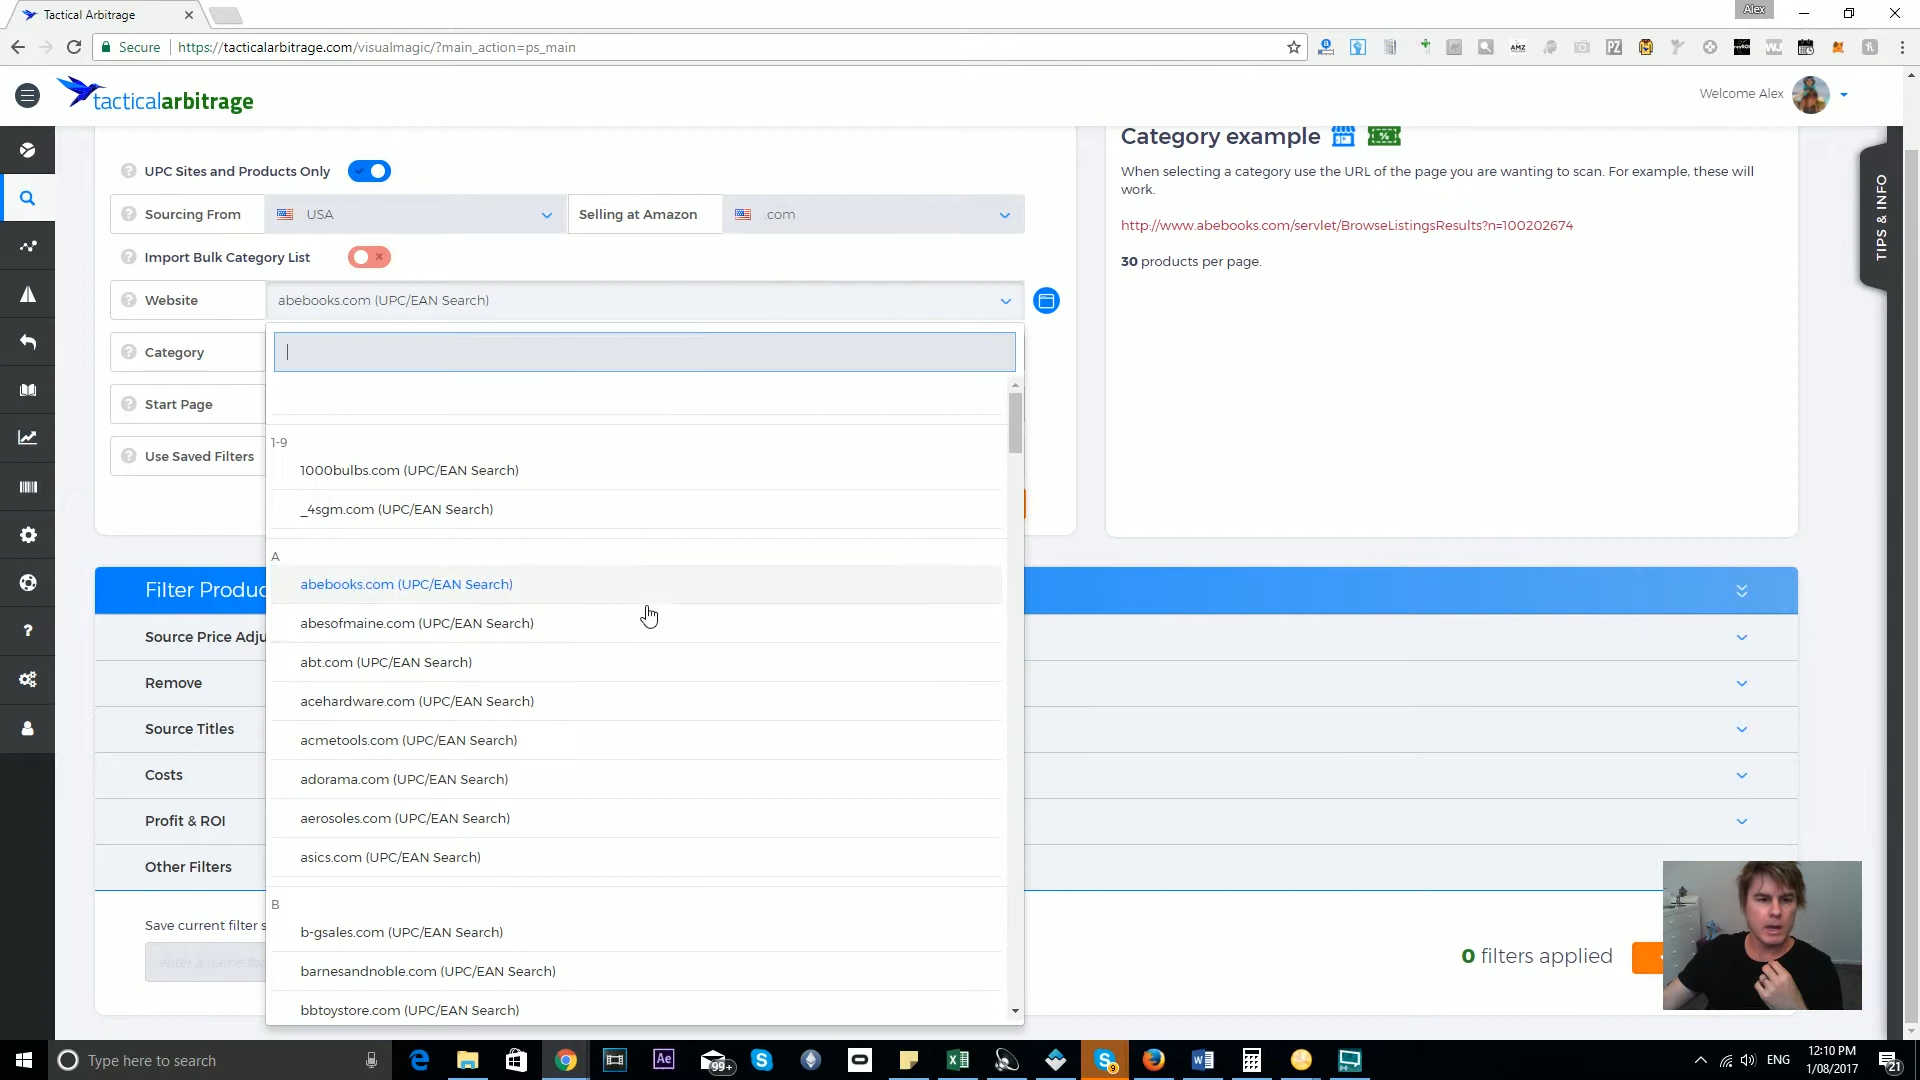 Tactical Arbitrage
Alex
Secure
https://tacticalarbitrage.com/visualmagic/?main_action=ps_main
tacticalarbitrage
Welcome Alex
UPC Sites and Products Only
Sourcing From
USA
Selling at Amazon
.com
Import Bulk Category List
Website
abebooks.com (UPC/EAN Search)
Category
Start Page
Use Saved Filters
1-9
1000bulbs.com (UPC/EAN Search)
_4sgm.com (UPC/EAN Search)
A
abebooks.com (UPC/EAN Search)
abesofmaine.com (UPC/EAN Search)
abt.com (UPC/EAN Search)
acehardware.com (UPC/EAN Search)
acmetools.com (UPC/EAN Search)
adorama.com (UPC/EAN Search)
aerosoles.com (UPC/EAN Search)
asics.com (UPC/EAN Search)
B
b-gsales.com (UPC/EAN Search)
barnesandnoble.com (UPC/EAN Search)
bbtoystore.com (UPC/EAN Search)
Category example
When selecting a category use the URL of the page you are wanting to scan. For example, these will
work.
http://www.abebooks.com/servlet/BrowseListingsResults?n=100202674
30 products per page.
TIPS & INFO
Filter Produc
Source Price Adju
Remove
Source Titles
Costs
Profit & ROI
Other Filters
Save current filter s
enter a name for
0 filters applied
Type here to search
99+
9
ENG
12:10 PM
1/08/2017
21